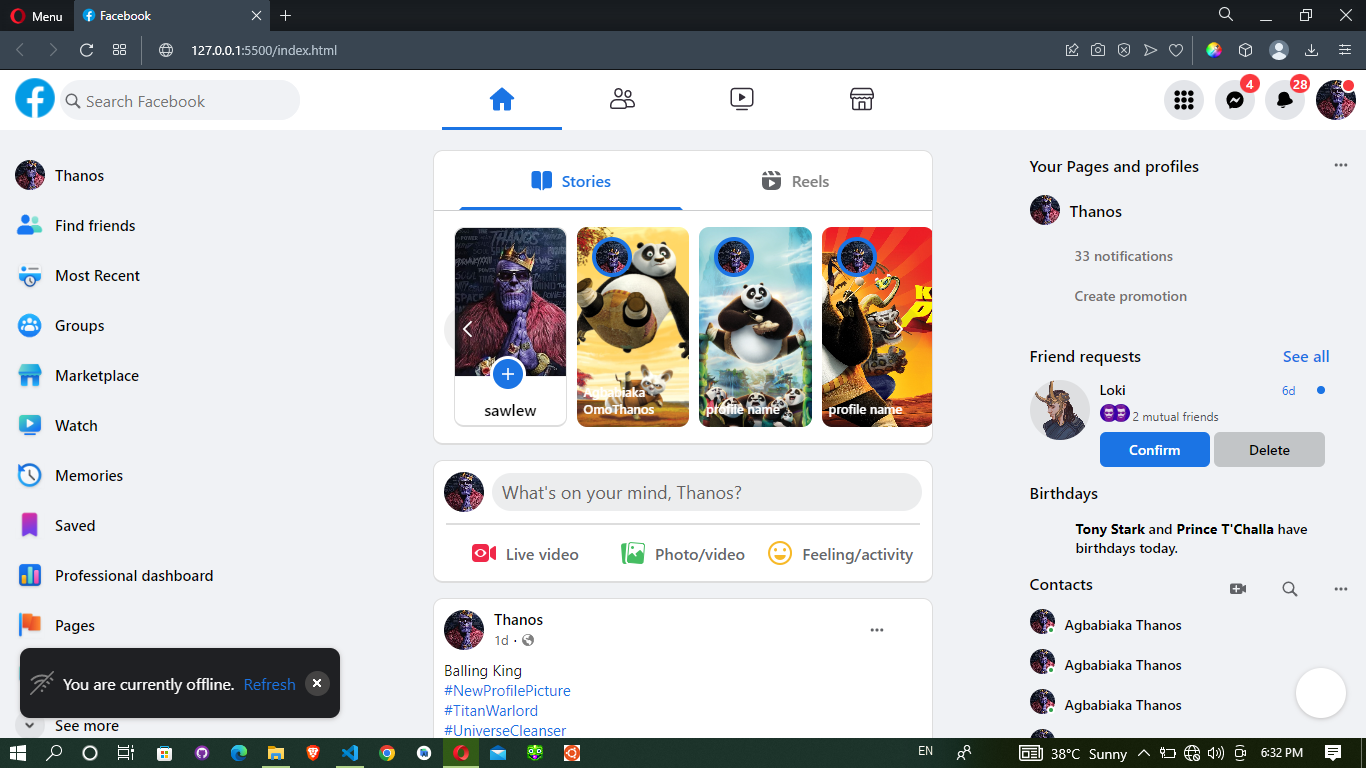 Menu
Facebook
127.0.0.1:5500/index.html
Search Facebook
4
28
Thanos
Find friends
Most Recent
Groups
Marketplace
Watch
Memories
Saved
Professional dashboard
Pages
See more
You are currently offline. Refresh
Stories
Reels
THANOS
sawlew
Agbabiaka
OmoThanos
profile name
profile name
What's on your mind, Thanos?
Live video
Photo/video
Feeling/activity
Thanos
1d ·
Balling King
#NewProfilePicture
#TitanWarlord
#UniverseCleanser
Your Pages and profiles
Thanos
33 notifications
Create promotion
Friend requests
See all
Loki
6d
2 mutual friends
Confirm
Delete
Birthdays
Tony Stark and Prince T'Challa have
birthdays today.
Contacts
Agbabiaka Thanos
Agbabiaka Thanos
Agbabiaka Thanos
EN
38°C Sunny
6:32 PM